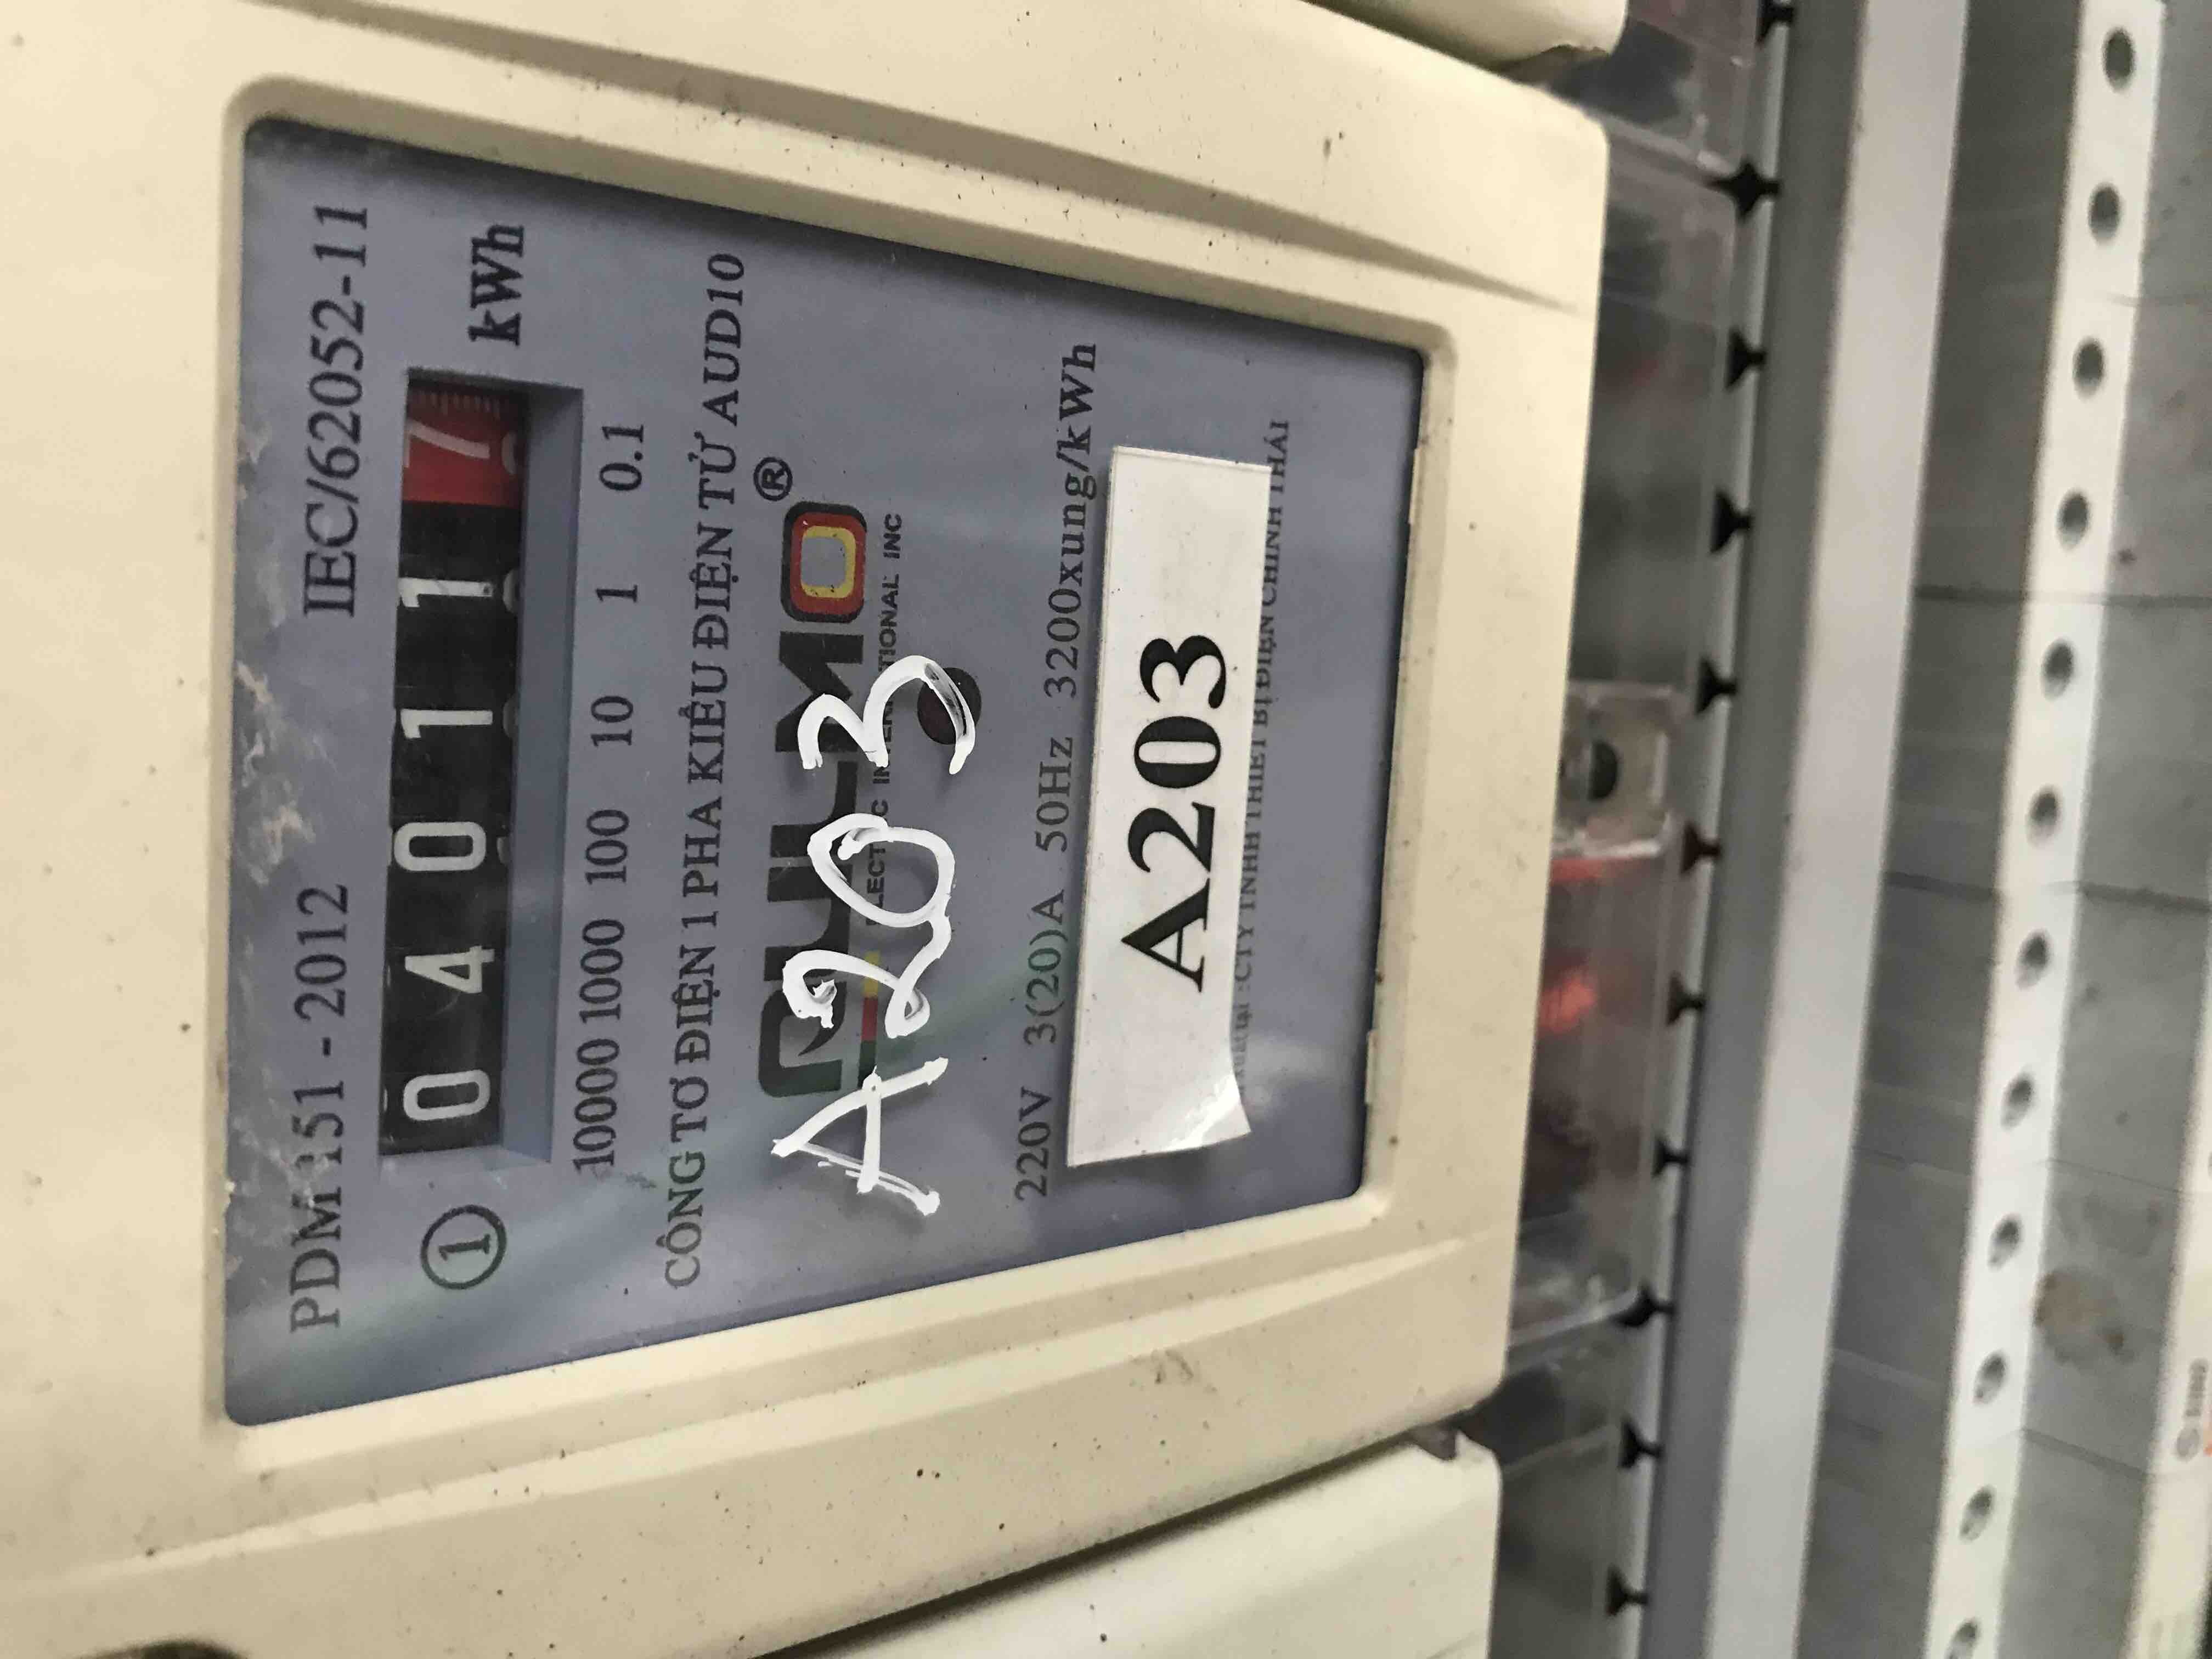 PDM 151 - 2012 IEC/62052-11
① 0 4 0 1 1 7 kWh
10000 1000 100 10 1 0.1
CÔNG TƠ ĐIỆN 1 PHA KIỂU ĐIỆN TỬ AUD10
®
A203
220V 3(20)A 50Hz 3200xung/kWh
A203